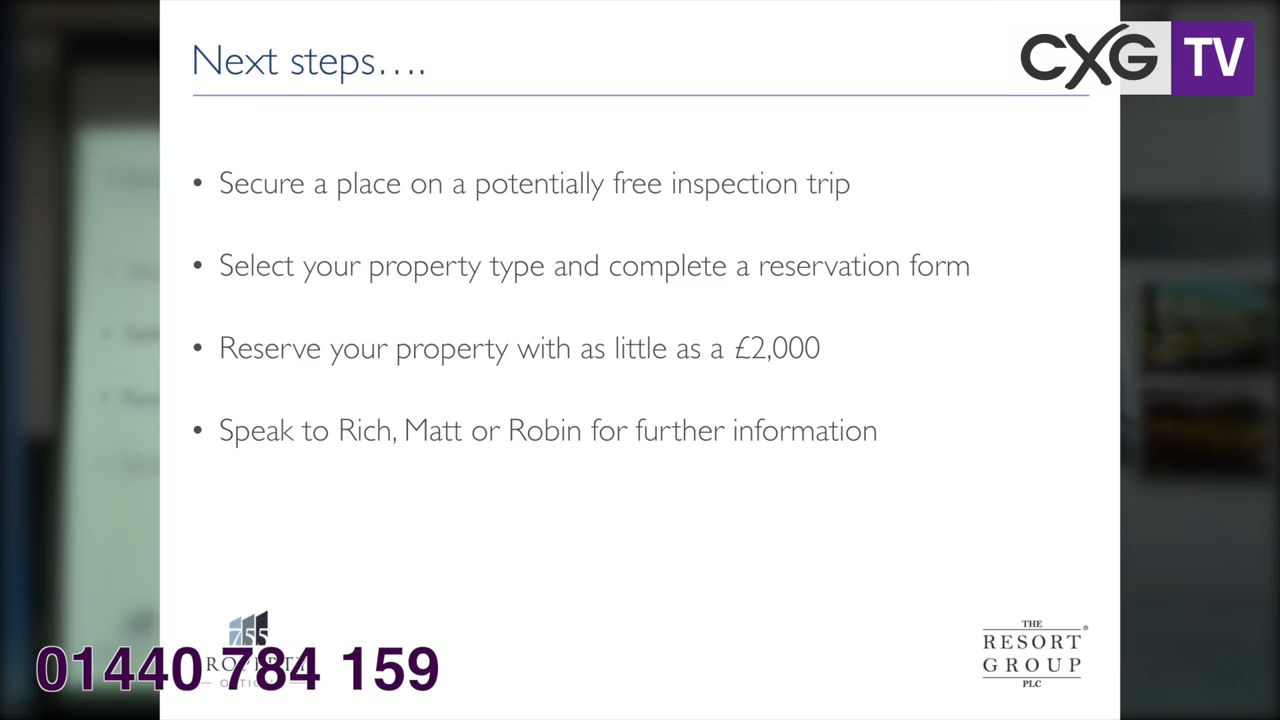 Next steps….
CXG TV
• Secure a place on a potentially free inspection trip
• Select your property type and complete a reservation form
• Reserve your property with as little as a £2,000
• Speak to Rich, Matt or Robin for further information
THE
RESORT
GROUP
PLC
01440 784 159